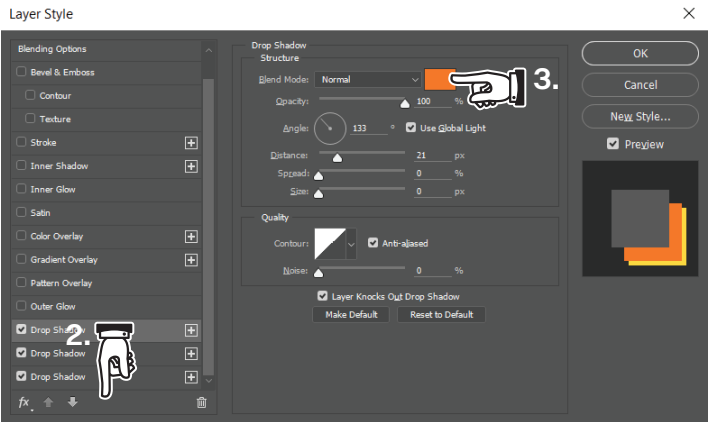 Layer Style
Blending Options
Bevel & Emboss
Contour
Texture
Stroke
Inner Shadow
Inner Glow
Satin
Color Overlay
Gradient Overlay
Pattern Overlay
Outer Glow
Drop Shadow
2.
Drop Shadow
Drop Shadow
fx
Drop Shadow
Structure
Blend Mode: Normal
3.
Opacity: 100 %
Angle: 133 ° Use Global Light
Distance: 21 px
Spread: 0 %
Size: 0 px
Quality
Contour: Anti-aliased
Noise: 0 %
Layer Knocks Out Drop Shadow
Make Default Reset to Default
OK
Cancel
New Style...
Preview